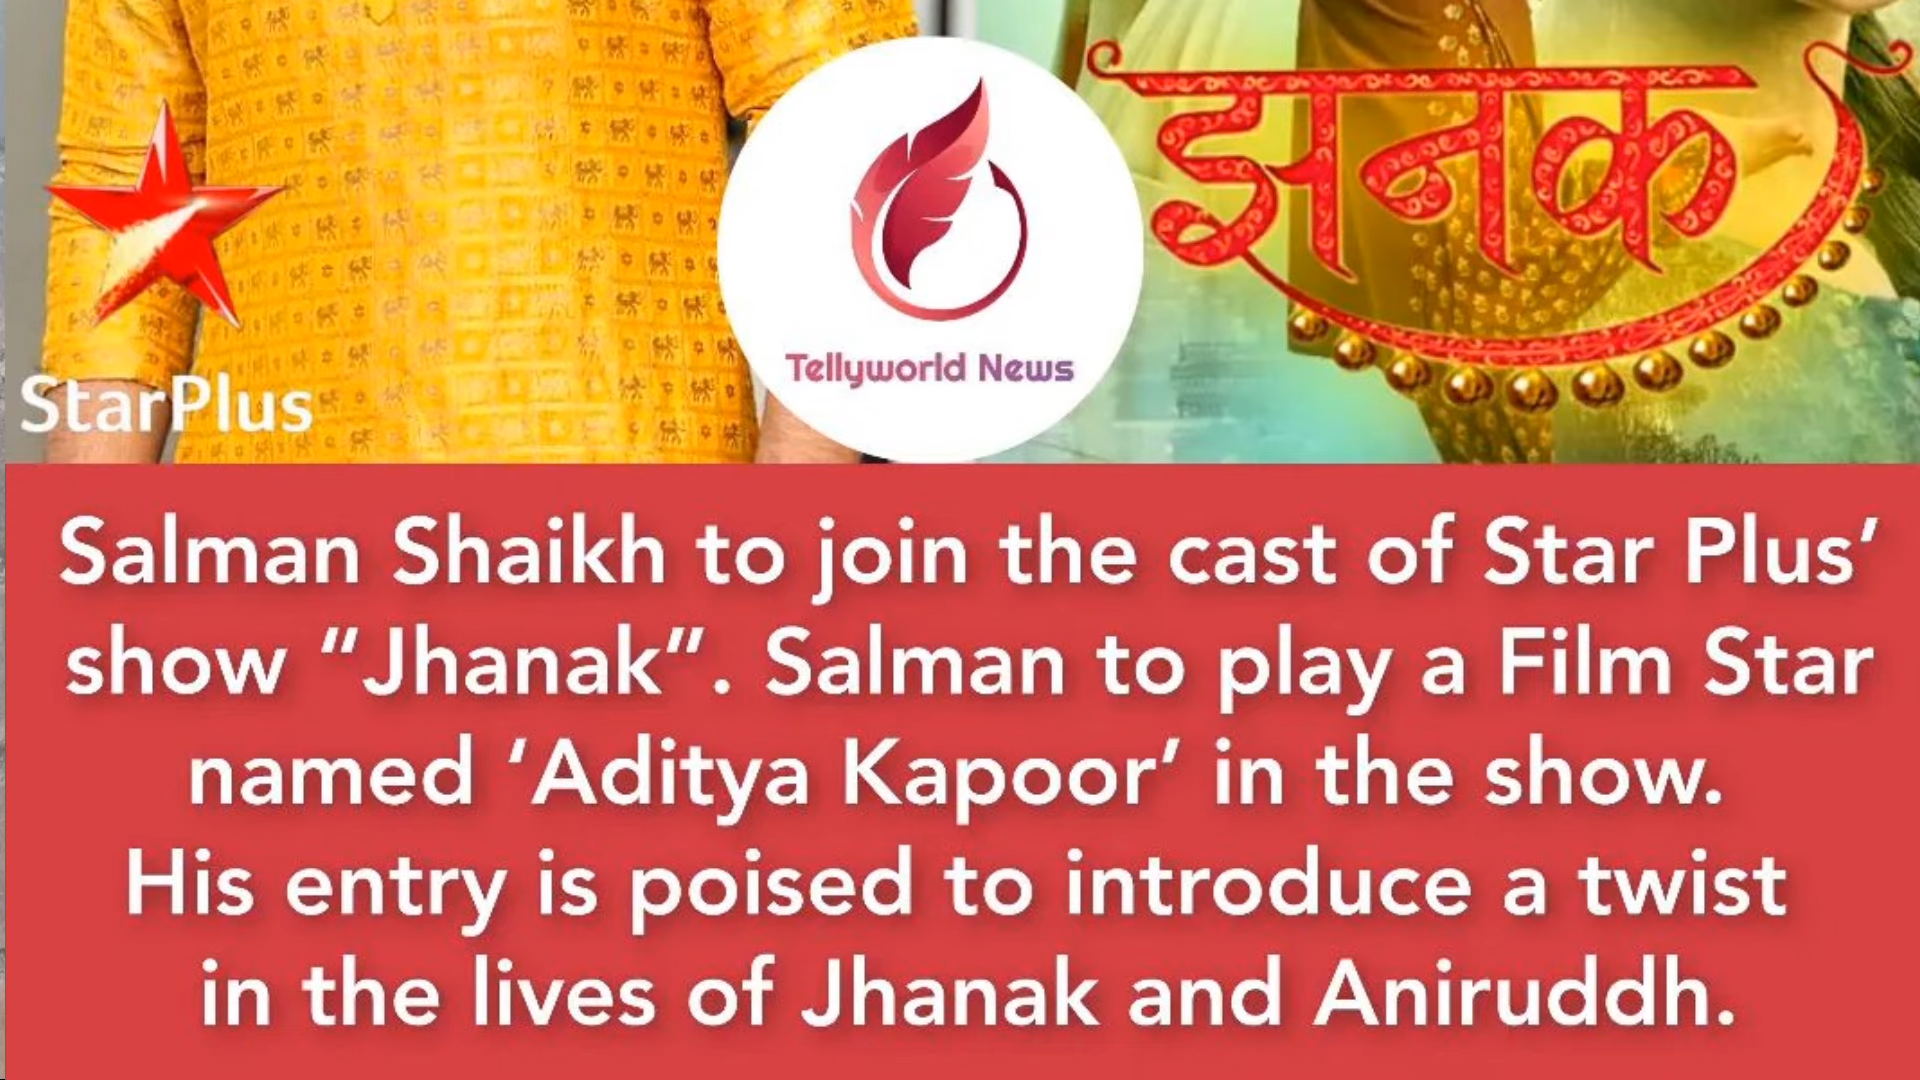 झनक
Tellyworld News
StarPlus
Salman Shaikh to join the cast of Star Plus’
show “Jhanak”. Salman to play a Film Star
named ‘Aditya Kapoor’ in the show.
His entry is poised to introduce a twist
in the lives of Jhanak and Aniruddh.